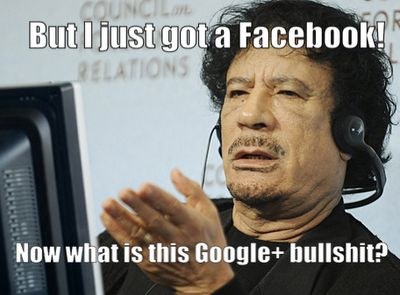 COUNCIL on
But I just got a Facebook!
RELATIONS
Now what is this Google+ bullshit?